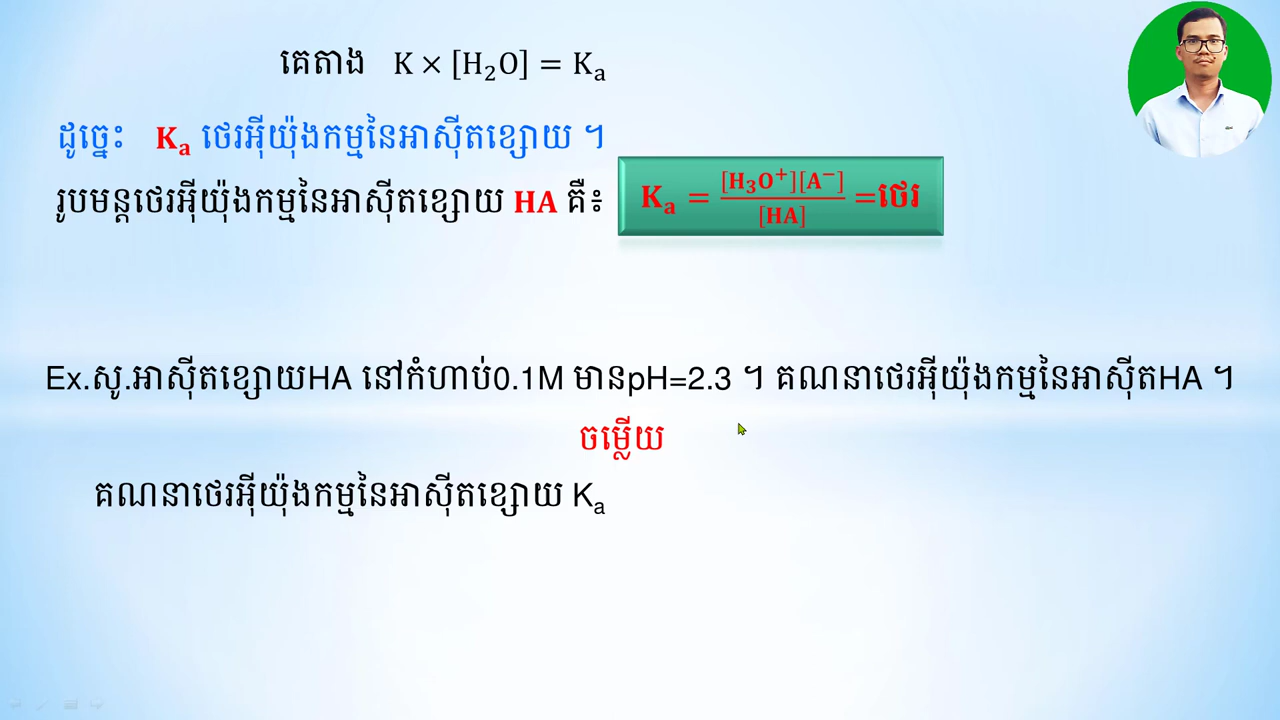 គេតាង K × [H₂O] = Kₐ
ដូច្នេះ Kₐ ថេរអ៊ីយ៉ុងកម្មនៃអាស៊ីតខ្សោយ ។
រូបមន្តថេរអ៊ីយ៉ុងកម្មនៃអាស៊ីតខ្សោយ HA គឺ៖ Kₐ = [H₃O⁺][A⁻]/[HA] =ថេរ
Ex.សូ.អាស៊ីតខ្សោយHA នៅកំហាប់0.1M មានpH=2.3 ។ គណនាថេរអ៊ីយ៉ុងកម្មនៃអាស៊ីតHA ។
ចម្លើយ
គណនាថេរអ៊ីយ៉ុងកម្មនៃអាស៊ីតខ្សោយ Kₐ